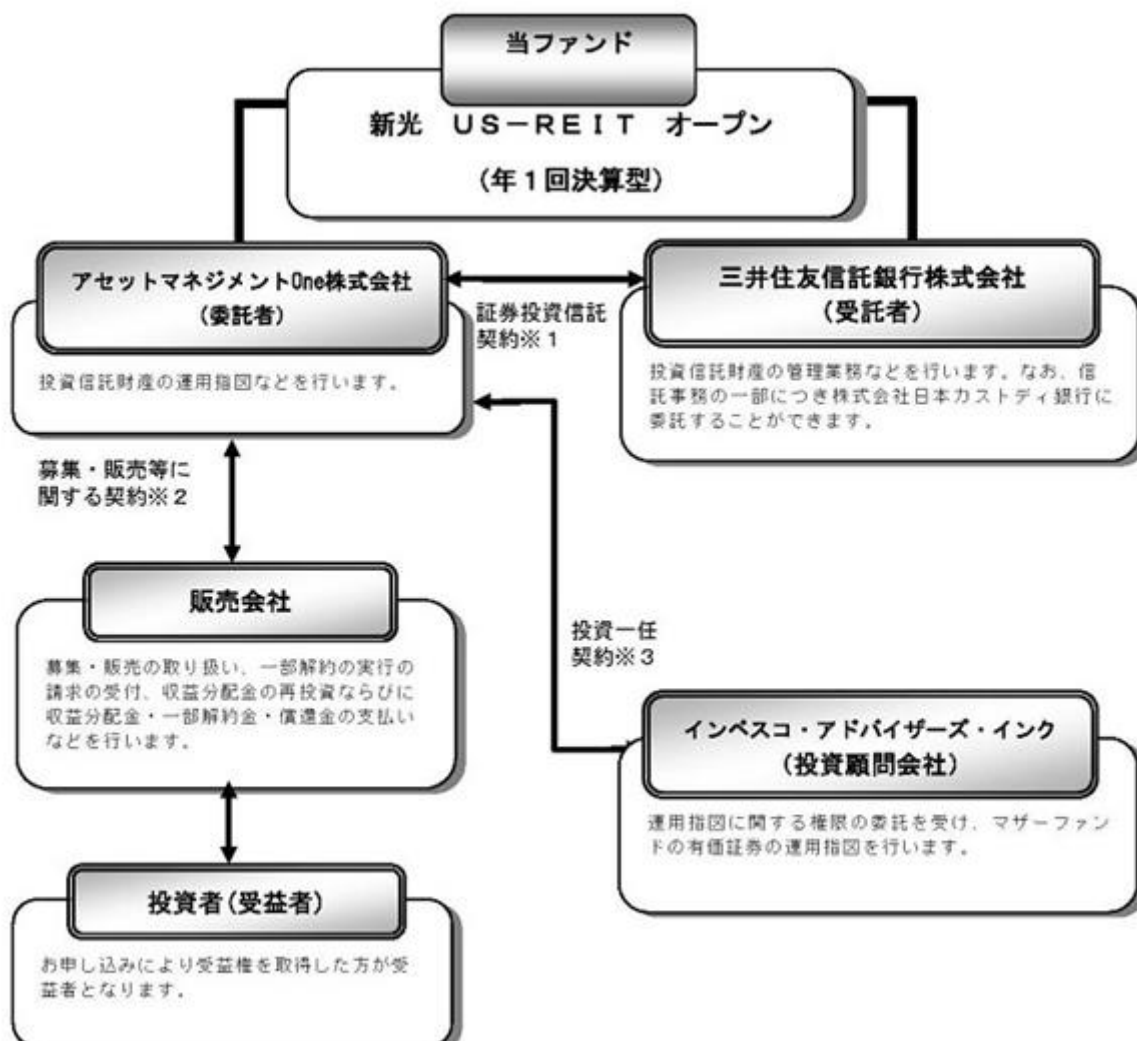 当ファンド
新光　ＵＳ－ＲＥＩＴ　オープン
（年１回決算型）
アセットマネジメントOne株式会社
（委託者）
投資信託財産の運用指図などを行います。
証券投資信託
契約※１
三井住友信託銀行株式会社
（受託者）
投資信託財産の管理業務などを行います。なお、信
託事務の一部につき株式会社日本カストディ銀行に
委託することができます。
募集・販売等に
関する契約※２
販売会社
募集・販売の取り扱い、一部解約の実行の
請求の受付、収益分配金の再投資ならびに
収益分配金・一部解約金・償還金の支払い
などを行います。
投資一任
契約※３
インベスコ・アドバイザーズ・インク
（投資顧問会社）
運用指図に関する権限の委託を受け、マザーファン
ドの有価証券の運用指図を行います。
投資者(受益者)
お申し込みにより受益権を取得した方が受
益者となります。